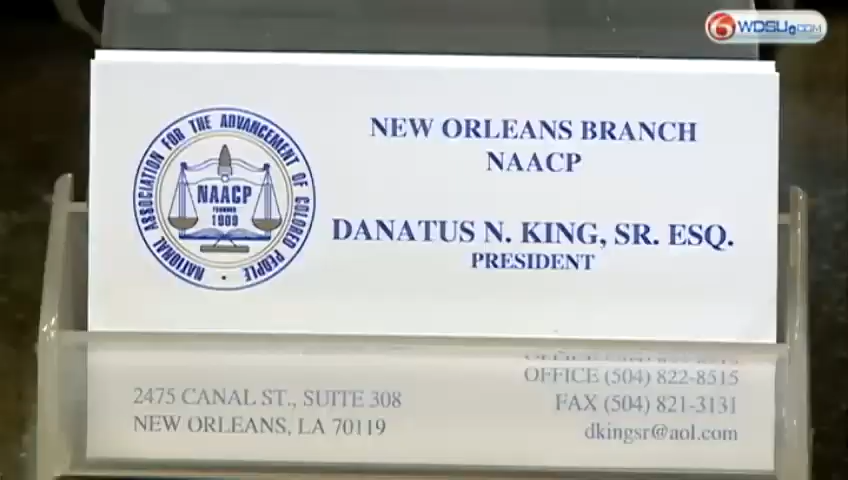 6 WDSU.COM
NATIONAL ASSOCIATION FOR THE ADVANCEMENT OF COLORED PEOPLE
NAACP
FOUNDED
1909
NEW ORLEANS BRANCH
NAACP
DANATUS N. KING, SR. ESQ.
PRESIDENT
2475 CANAL ST., SUITE 308
NEW ORLEANS, LA 70119
OFFICE (504) 822-8515
FAX (504) 821-3131
dkingsr@aol.com